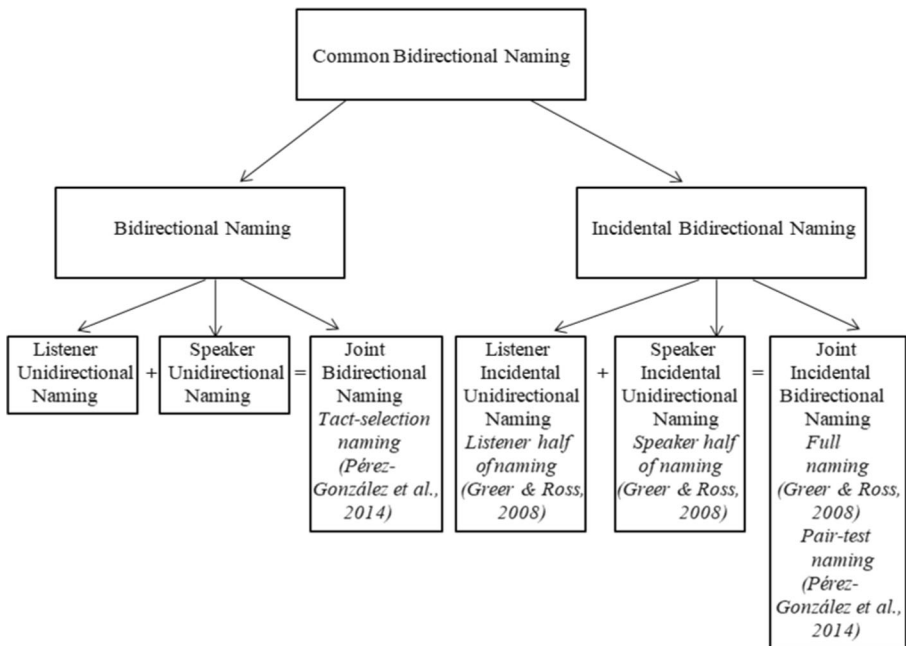 Common Bidirectional Naming
Bidirectional Naming
Incidental Bidirectional Naming
Listener
Unidirectional
Naming
+
Speaker
Unidirectional
Naming
=
Joint
Bidirectional
Naming
Tact-selection
naming
(Pérez-
González et al.,
2014)
Listener
Incidental
Unidirectional
Naming
Listener half
of naming
(Greer & Ross,
2008)
+
Speaker
Incidental
Unidirectional
Naming
Speaker half
of naming
(Greer & Ross,
2008)
=
Joint
Incidental
Bidirectional
Naming
Full
naming
(Greer & Ross,
2008)
Pair-test
naming
(Pérez-
González et al.,
2014)